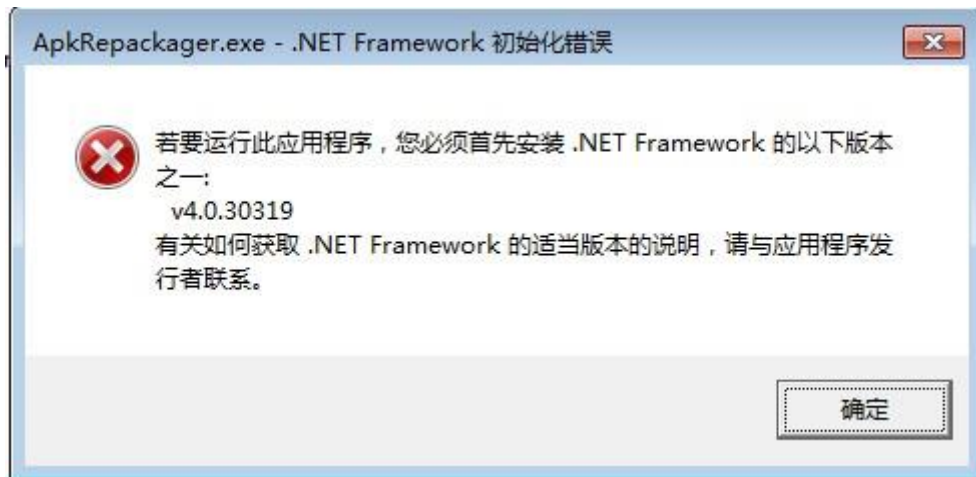 ApkRepackager.exe - .NET Framework 初始化错误
若要运行此应用程序，您必须首先安装 .NET Framework 的以下版本
之一:
v4.0.30319
有关如何获取 .NET Framework 的适当版本的说明，请与应用程序发
行者联系。
确定